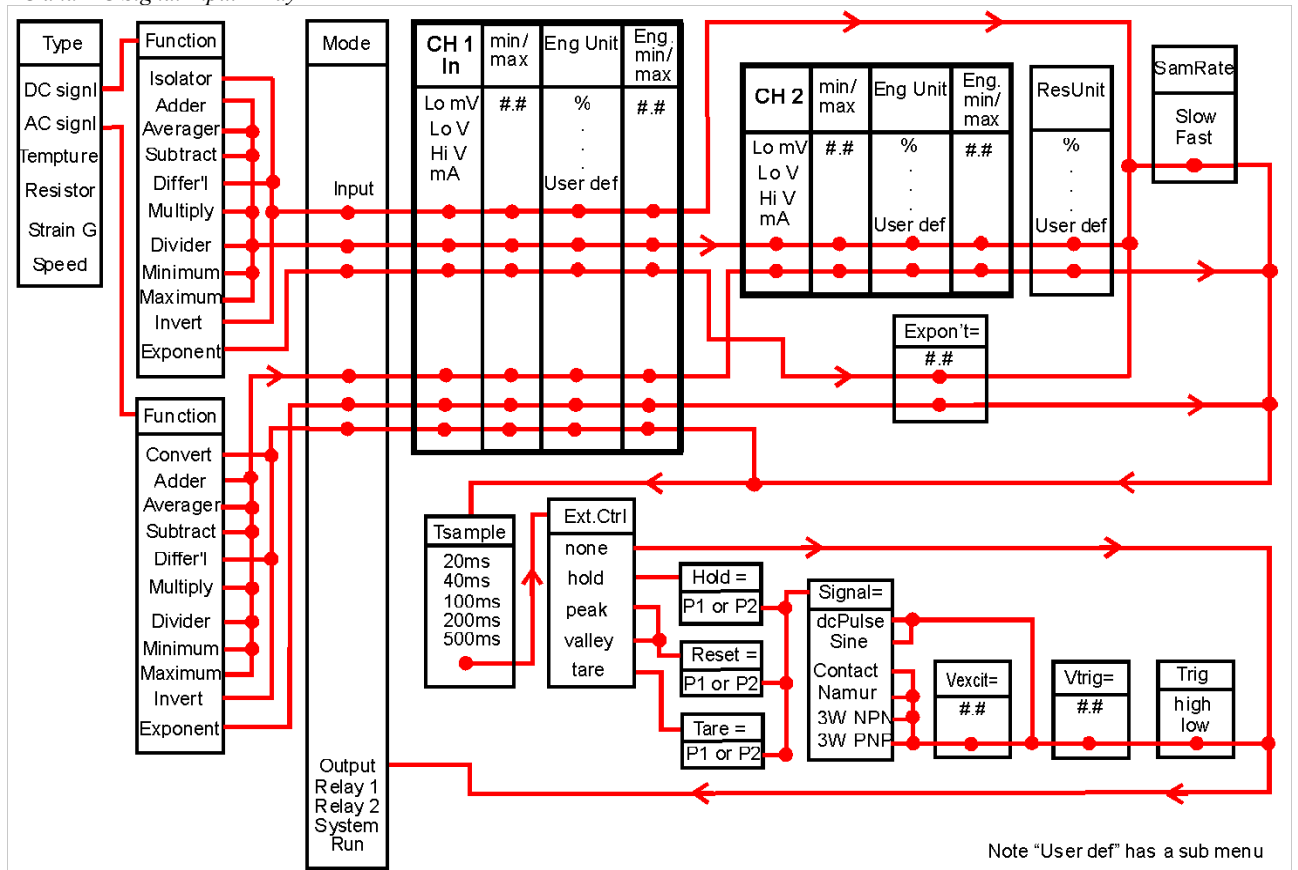 Type
DC signl
AC signl
Tempture
Resistor
Strain G
Speed
Function
Isolator
Adder
Averager
Subtract
Differ'l
Multiply
Divider
Minimum
Maximum
Invert
Exponent
Function
Convert
Adder
Averager
Subtract
Differ'l
Multiply
Divider
Minimum
Maximum
Invert
Exponent
Mode
Input
Output
Relay 1
Relay 2
System
Run
CH 1
In
Lo mV
Lo V
Hi V
mA
min/
max
#.#
Eng Unit
%
.
.
.
User def
Eng.
min/
max
#.#
CH 2
Lo mV
Lo V
Hi V
mA
min/
max
#.#
Eng Unit
%
.
.
.
User def
Eng.
min/
max
#.#
ResUnit
%
.
.
.
User def
SamRate
Slow
Fast
Expon't=
#.#
Tsample
20ms
40ms
100ms
200ms
500ms
Ext.Ctrl
none
hold
peak
valley
tare
Hold =
P1 or P2
Reset =
P1 or P2
Tare =
P1 or P2
Signal=
dcPulse
Sine
Contact
Namur
3W NPN
3W PNP
Vexcit=
#.#
Vtrig=
#.#
Trig
high
low
Note "User def" has a sub menu